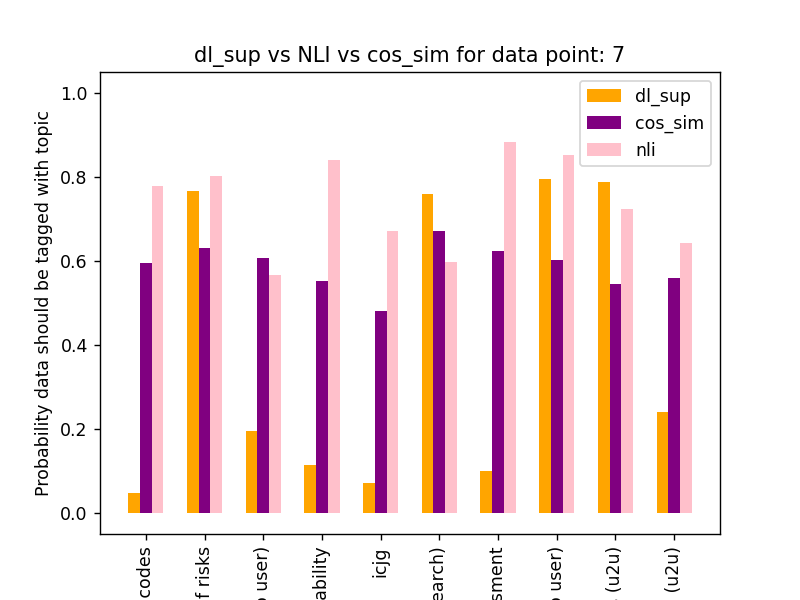 dl_sup vs NLI vs cos_sim for data point: 7
dl_sup
cos_sim
nli
Probability data should be tagged with topic
1.0
0.8
0.6
0.4
0.2
0.0
codes
f risks
user)
ability
icjg
earch)
sment
user)
(u2u)
(u2u)